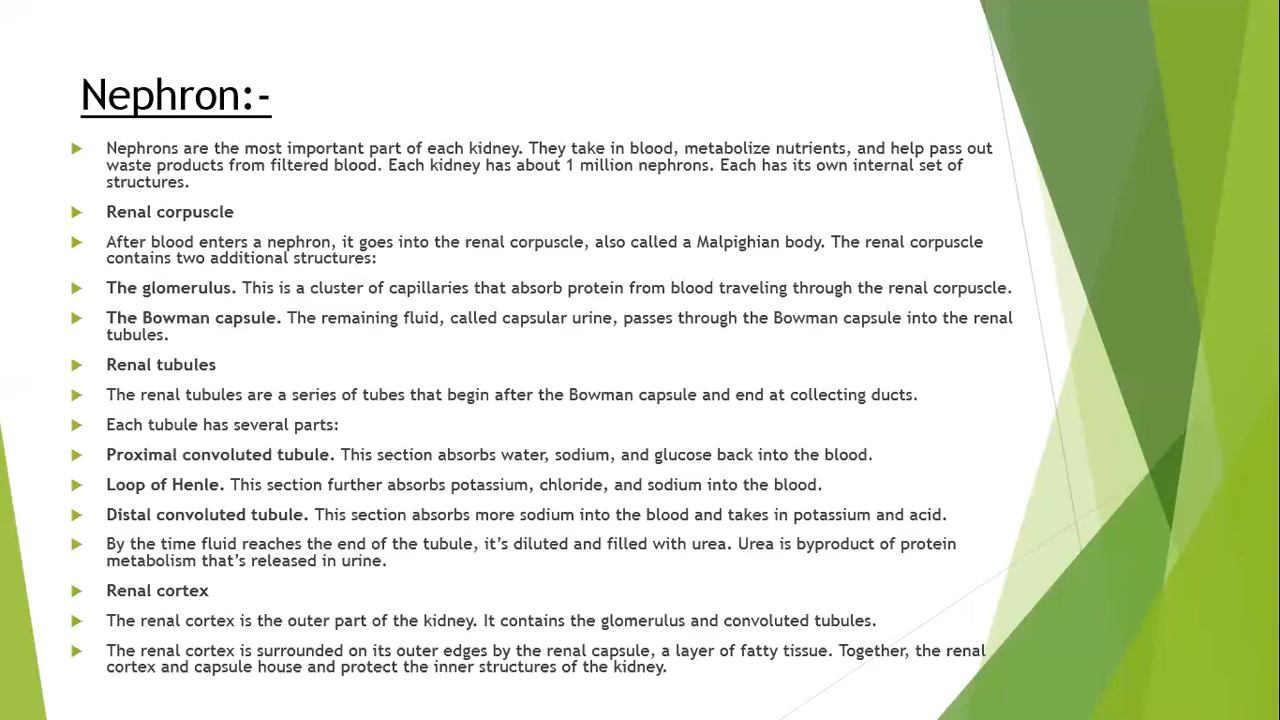 Nephron:-
Nephrons are the most important part of each kidney. They take in blood, metabolize nutrients, and help pass out
waste products from filtered blood. Each kidney has about 1 million nephrons. Each has its own internal set of
structures.
Renal corpuscle
After blood enters a nephron, it goes into the renal corpuscle, also called a Malpighian body. The renal corpuscle
contains two additional structures:
The glomerulus. This is a cluster of capillaries that absorb protein from blood traveling through the renal corpuscle.
The Bowman capsule. The remaining fluid, called capsular urine, passes through the Bowman capsule into the renal
tubules.
Renal tubules
The renal tubules are a series of tubes that begin after the Bowman capsule and end at collecting ducts.
Each tubule has several parts:
Proximal convoluted tubule. This section absorbs water, sodium, and glucose back into the blood.
Loop of Henle. This section further absorbs potassium, chloride, and sodium into the blood.
Distal convoluted tubule. This section absorbs more sodium into the blood and takes in potassium and acid.
By the time fluid reaches the end of the tubule, it’s diluted and filled with urea. Urea is byproduct of protein
metabolism that’s released in urine.
Renal cortex
The renal cortex is the outer part of the kidney. It contains the glomerulus and convoluted tubules.
The renal cortex is surrounded on its outer edges by the renal capsule, a layer of fatty tissue. Together, the renal
cortex and capsule house and protect the inner structures of the kidney.